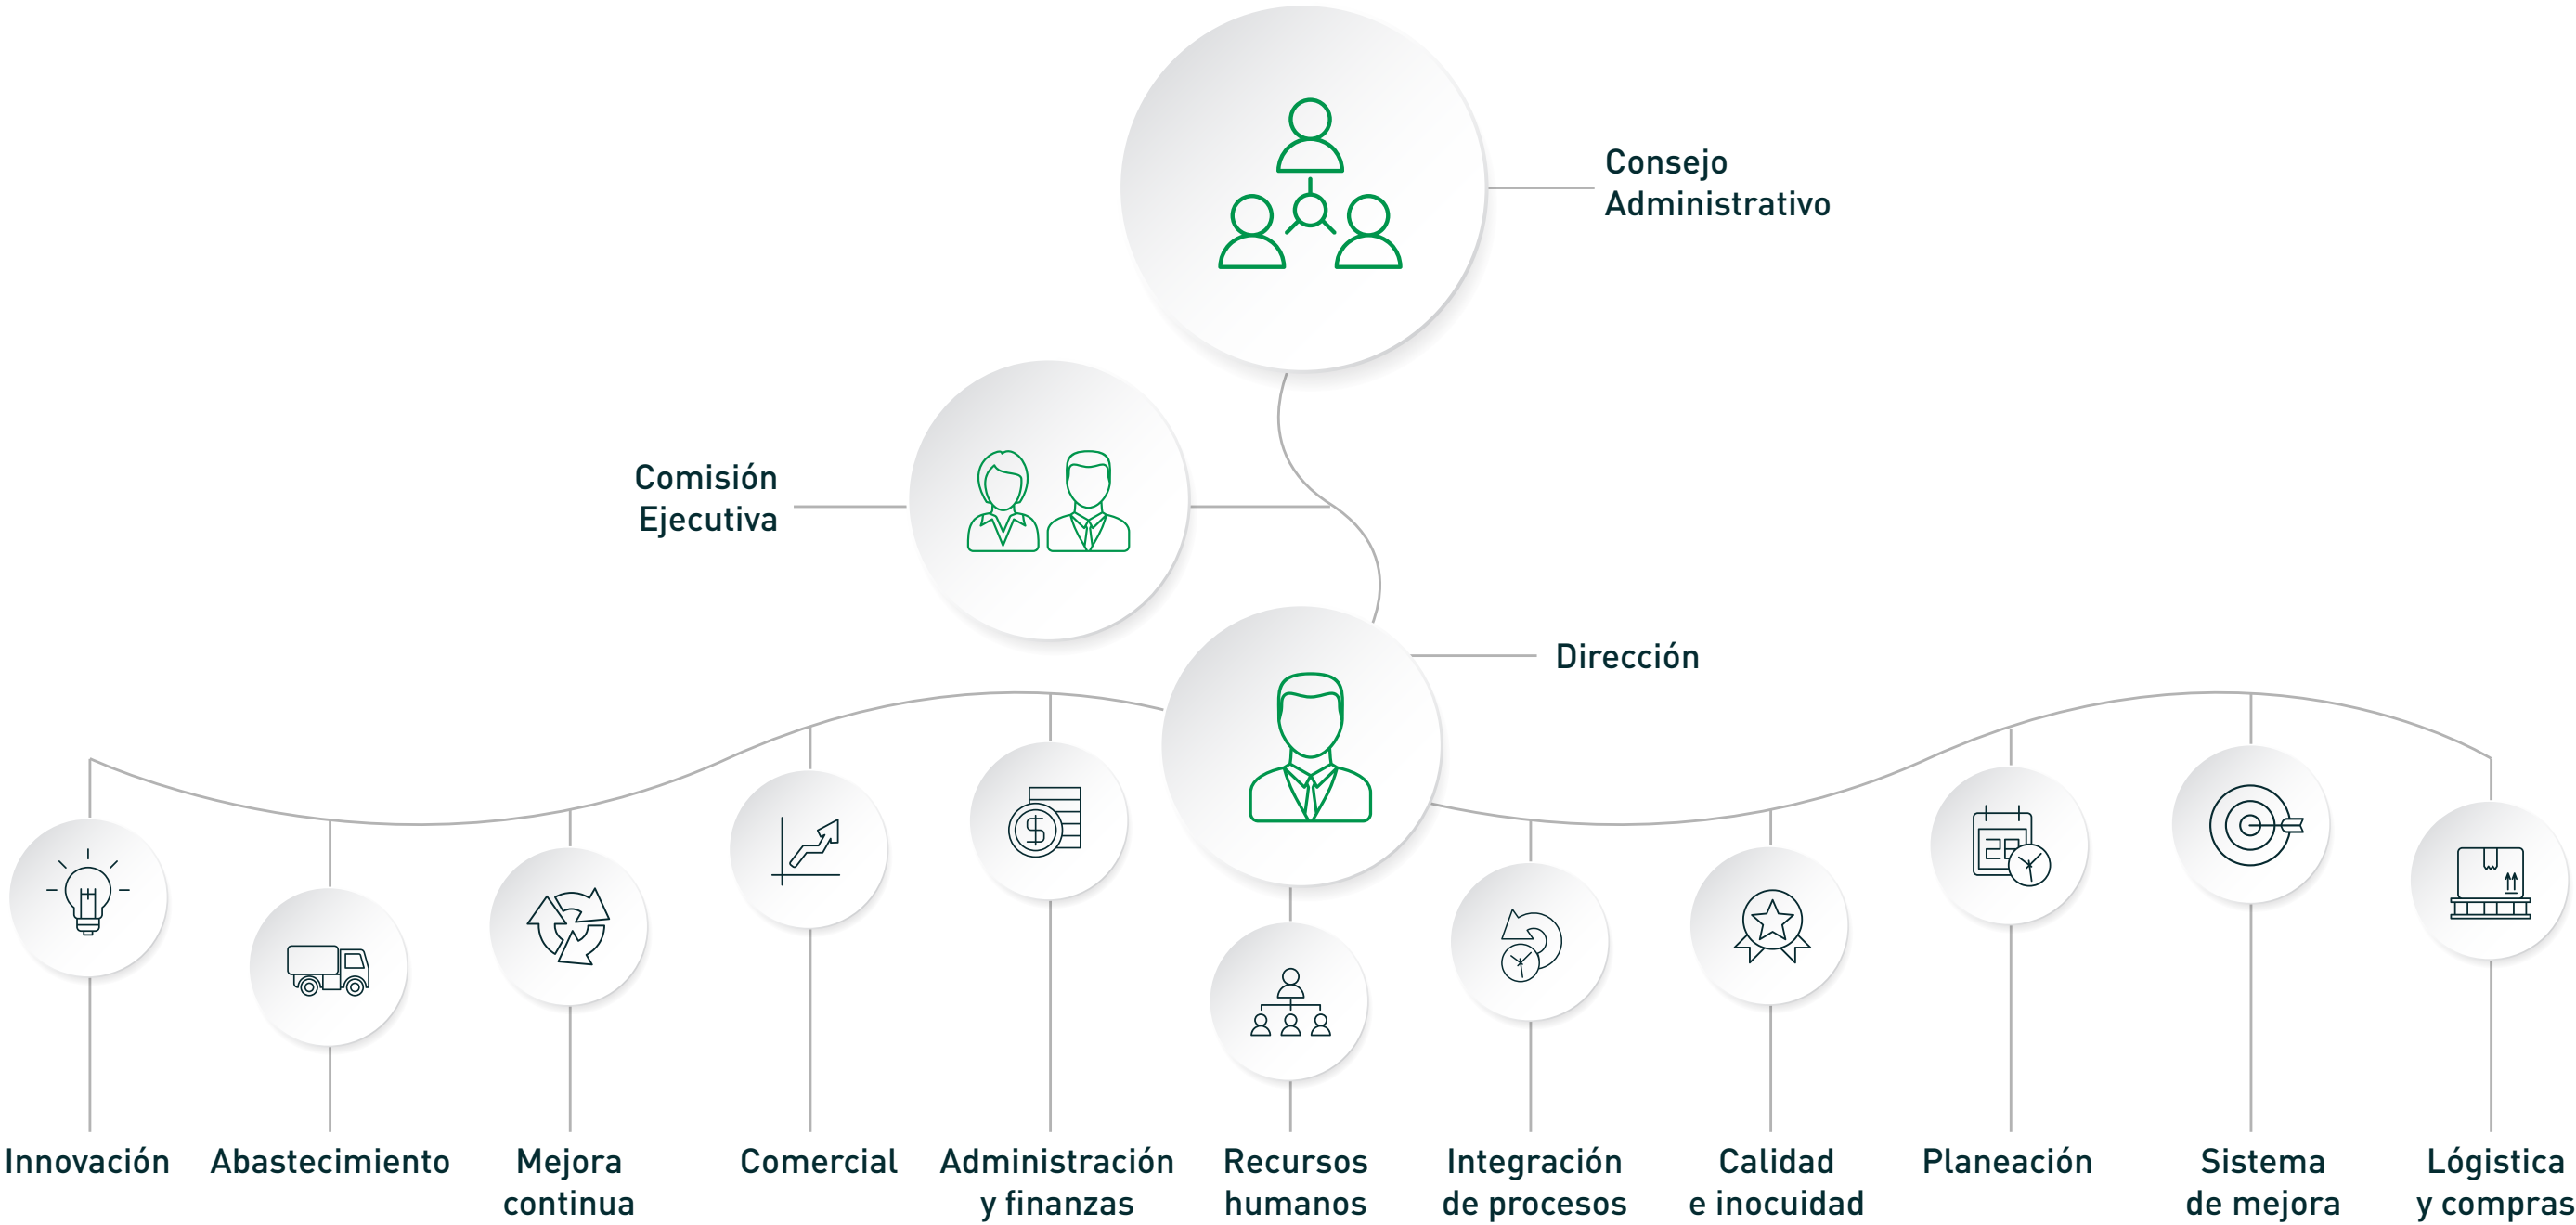 Consejo
Administrativo
Comisión
Ejecutiva
Dirección
Innovación
Abastecimiento
Mejora
continua
Comercial
Administración
y finanzas
Recursos
humanos
Integración
de procesos
Calidad
e inocuidad
Planeación
Sistema
de mejora
Lógistica
y compras
$
28